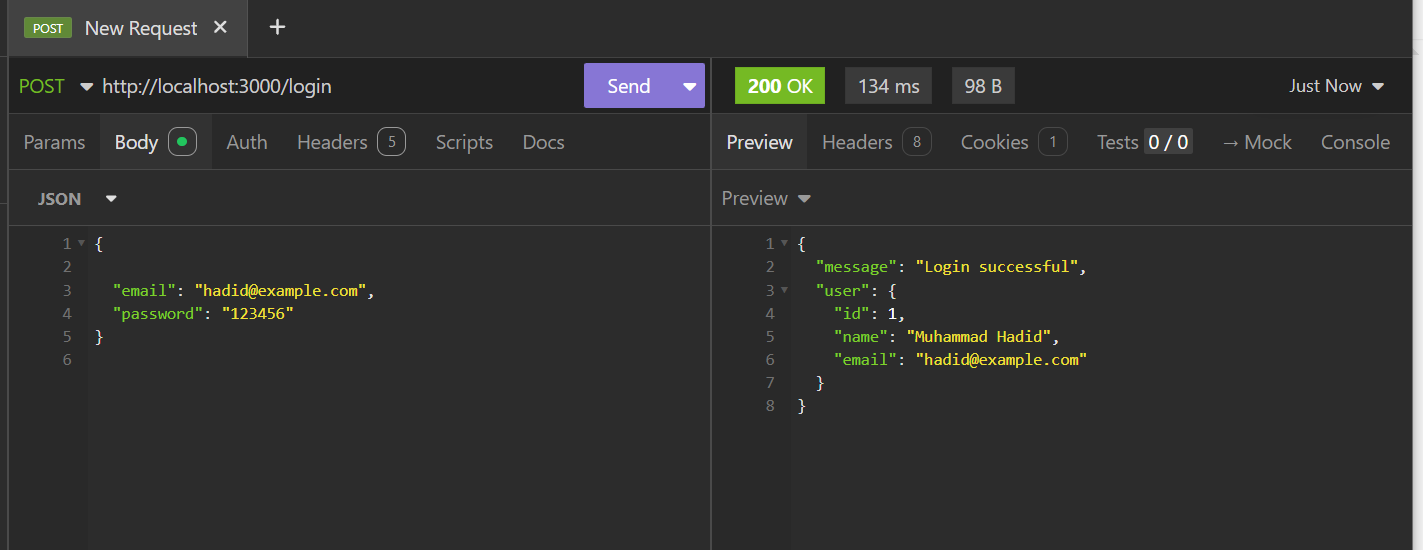 POST New Request
POST http://localhost:3000/login Send
Params Body Auth Headers 5 Scripts Docs
JSON
1 {
2
3 "email": "hadid@example.com",
4 "password": "123456"
5 }
6
200 OK 134 ms 98 B Just Now
Preview Headers 8 Cookies 1 Tests 0 / 0 → Mock Console
Preview
1 {
2 "message": "Login successful",
3 "user": {
4 "id": 1,
5 "name": "Muhammad Hadid",
6 "email": "hadid@example.com"
7 }
8 }